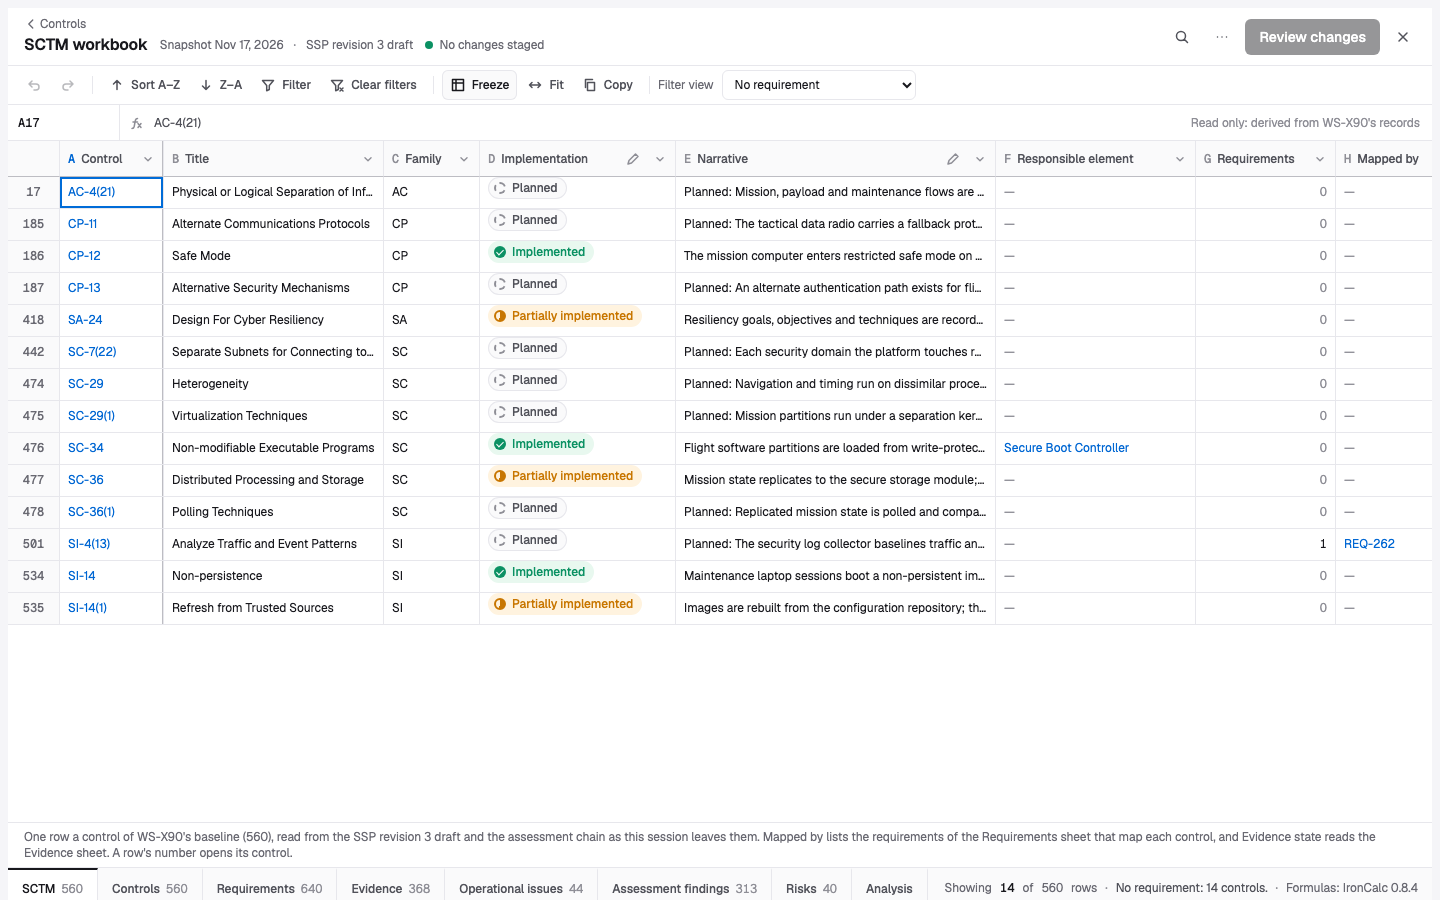 Controls
SCTM workbook Snapshot Nov 17, 2026 · SSP revision 3 draft No changes staged
Review changes
Sort A–Z Z–A Filter Clear filters Freeze Fit Copy Filter view No requirement
A17 fx AC-4(21) Read only: derived from WS-X90's records
A Control B Title C Family D Implementation E Narrative F Responsible element G Requirements H Mapped by
17 AC-4(21) Physical or Logical Separation of Inf... AC Planned Planned: Mission, payload and maintenance flows are ... — 0 —
185 CP-11 Alternate Communications Protocols CP Planned Planned: The tactical data radio carries a fallback prot... — 0 —
186 CP-12 Safe Mode CP Implemented The mission computer enters restricted safe mode on ... — 0 —
187 CP-13 Alternative Security Mechanisms CP Planned Planned: An alternate authentication path exists for fli... — 0 —
418 SA-24 Design For Cyber Resiliency SA Partially implemented Resiliency goals, objectives and techniques are record... — 0 —
442 SC-7(22) Separate Subnets for Connecting to... SC Planned Planned: Each security domain the platform touches r... — 0 —
474 SC-29 Heterogeneity SC Planned Planned: Navigation and timing run on dissimilar proce... — 0 —
475 SC-29(1) Virtualization Techniques SC Planned Planned: Mission partitions run under a separation ker... — 0 —
476 SC-34 Non-modifiable Executable Programs SC Implemented Flight software partitions are loaded from write-protec... Secure Boot Controller 0 —
477 SC-36 Distributed Processing and Storage SC Partially implemented Mission state replicates to the secure storage module;... — 0 —
478 SC-36(1) Polling Techniques SC Planned Planned: Replicated mission state is polled and compa... — 0 —
501 SI-4(13) Analyze Traffic and Event Patterns SI Planned Planned: The security log collector baselines traffic an... — 1 REQ-262
534 SI-14 Non-persistence SI Implemented Maintenance laptop sessions boot a non-persistent im... — 0 —
535 SI-14(1) Refresh from Trusted Sources SI Partially implemented Images are rebuilt from the configuration repository; th... — 0 —
One row a control of WS-X90's baseline (560), read from the SSP revision 3 draft and the assessment chain as this session leaves them. Mapped by lists the requirements of the Requirements sheet that map each control, and Evidence state reads the
Evidence sheet. A row's number opens its control.
SCTM 560 Controls 560 Requirements 640 Evidence 368 Operational issues 44 Assessment findings 313 Risks 40 Analysis Showing 14 of 560 rows · No requirement: 14 controls. · Formulas: IronCalc 0.8.4